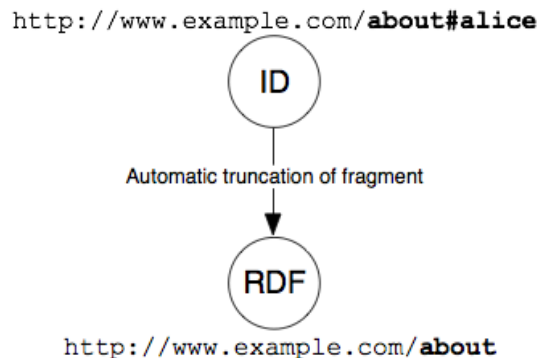 http://www.example.com/about#alice
ID
Automatic truncation of fragment
RDF
http://www.example.com/about